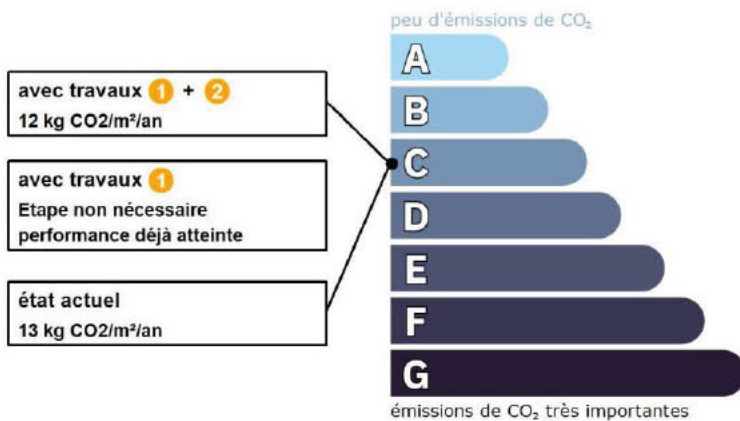 peu d'émissions de CO₂
avec travaux 1 + 2
12 kg CO2/m²/an
avec travaux 1
Etape non nécessaire
performance déjà atteinte
état actuel
13 kg CO2/m²/an
A
B
C
D
E
F
G
émissions de CO₂ très importantes